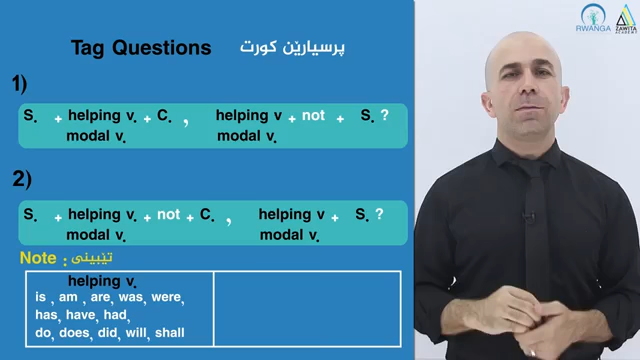 Tag Questions پرسیارێن کورت
RWANGA ZAWITA
ACADEMY
1)
S. + helping v. + C. , helping v + not + S. ?
modal v. modal v.
2)
S. + helping v. + not + C. , helping v + S. ?
modal v. modal v.
Note : تێبینی
helping v.
is , am , are, was, were,
has, have, had,
do, does, did, will, shall